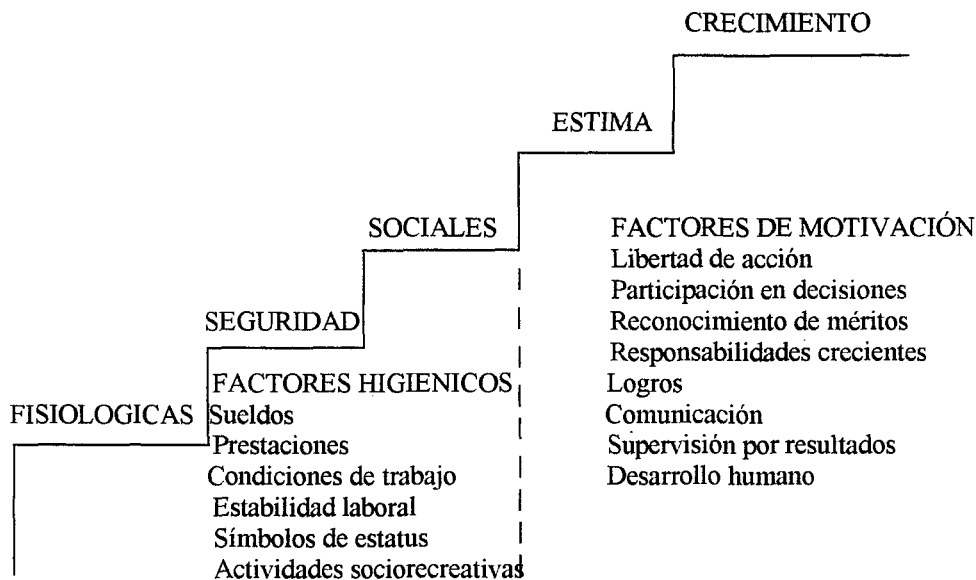 CRECIMIENTO
ESTIMA
SOCIALES
SEGURIDAD
FISIOLOGICAS
FACTORES HIGIENICOS
Sueldos
Prestaciones
Condiciones de trabajo
Estabilidad laboral
Símbolos de estatus
Actividades sociorecreativas
FACTORES DE MOTIVACIÓN
Libertad de acción
Participación en decisiones
Reconocimiento de méritos
Responsabilidades crecientes
Logros
Comunicación
Supervisión por resultados
Desarrollo humano